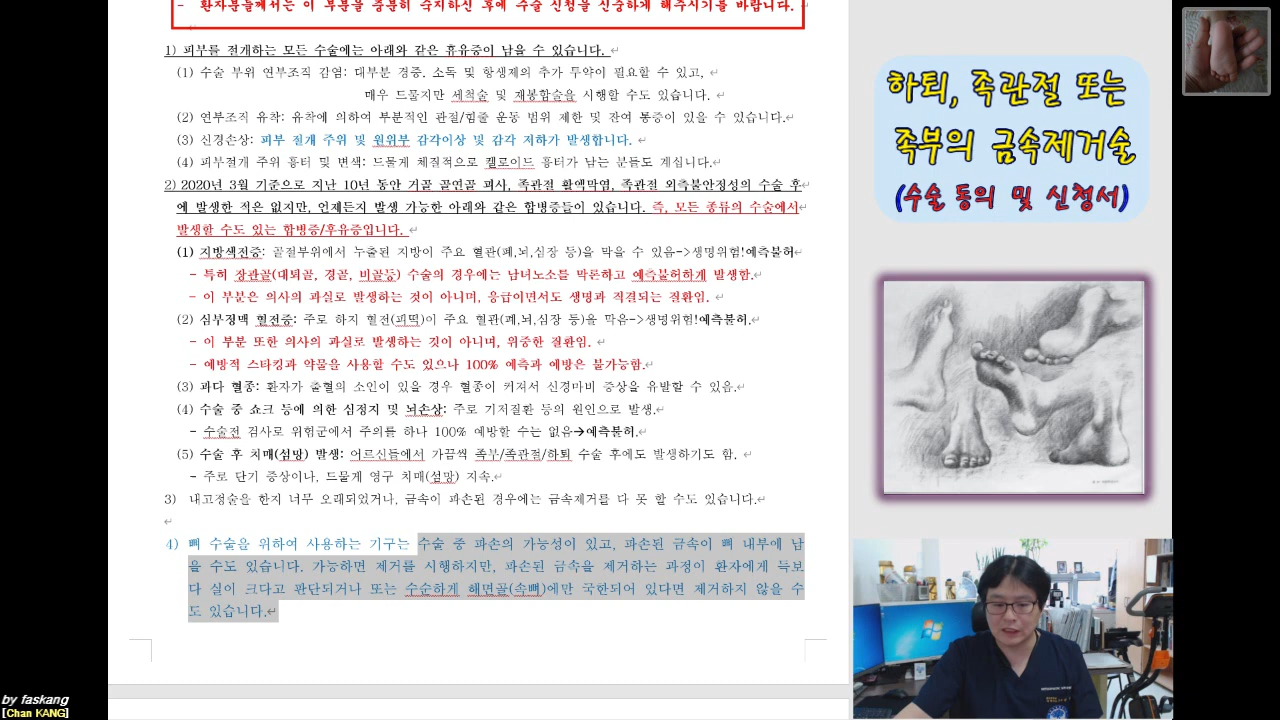 - 환자분들께서는 이 부분을 충분히 숙지하신 후에 수술 신청을 신중하게 해주시기를 바랍니다.
1) 피부를 절개하는 모든 수술에는 아래와 같은 휴유증이 남을 수 있습니다.
(1) 수술 부위 연부조직 감염: 대부분 경증. 소독 및 항생제의 추가 투약이 필요할 수 있고,
매우 드물지만 세척술 및 재봉합술을 시행할 수도 있습니다.
(2) 연부조직 유착: 유착에 의하여 부분적인 관절/힘줄 운동 범위 제한 및 잔여 통증이 있을 수 있습니다.
(3) 신경손상: 피부 절개 주위 및 원위부 감각이상 및 감각 저하가 발생합니다.
(4) 피부절개 주위 흉터 및 변색: 드물게 체질적으로 켈로이드 흉터가 남는 분들도 계십니다.
2) 2020년 3월 기준으로 지난 10년 동안 거골 골연골 괴사, 족관절 활액막염, 족관절 외측불안정성의 수술 후
에 발생한 적은 없지만, 언제든지 발생 가능한 아래와 같은 합병증들이 있습니다. 즉, 모든 종류의 수술에서
발생할 수도 있는 합병증/후유증입니다.
(1) 지방색전증: 골절부위에서 누출된 지방이 주요 혈관(폐,뇌,심장 등)을 막을 수 있음->생명위험!예측불허
- 특히 장관골(대퇴골, 경골, 비골등) 수술의 경우에는 남녀노소를 막론하고 예측불허하게 발생함.
- 이 부분은 의사의 과실로 발생하는 것이 아니며, 응급이면서도 생명과 직결되는 질환임.
(2) 심부정맥 혈전증: 주로 하지 혈전(피떡)이 주요 혈관(폐,뇌,심장 등)을 막음->생명위험!예측불허.
- 이 부분 또한 의사의 과실로 발생하는 것이 아니며, 위중한 질환임.
- 예방적 스타킹과 약물을 사용할 수도 있으나 100% 예측과 예방은 불가능함.
(3) 과다 혈종: 환자가 출혈의 소인이 있을 경우 혈종이 커져서 신경마비 증상을 유발할 수 있음.
(4) 수술 중 쇼크 등에 의한 심정지 및 뇌손상: 주로 기저질환 등의 원인으로 발생.
- 수술전 검사로 위험군에서 주의를 하나 100% 예방할 수는 없음→예측불허.
(5) 수술 후 치매(섬망) 발생: 어르신들에서 가끔씩 족부/족관절/하퇴 수술 후에도 발생하기도 함.
- 주로 단기 증상이나, 드물게 영구 치매(섬망) 지속.
3) 내고정술을 한지 너무 오래되었거나, 금속이 파손된 경우에는 금속제거를 다 못 할 수도 있습니다.
4) 뼈 수술을 위하여 사용하는 기구는 수술 중 파손의 가능성이 있고, 파손된 금속이 뼈 내부에 남
을 수도 있습니다. 가능하면 제거를 시행하지만, 파손된 금속을 제거하는 과정이 환자에게 득보
다 실이 크다고 판단되거나 또는 순수하게 해면골(속뼈)에만 국한되어 있다면 제거하지 않을 수
도 있습니다.
하퇴, 족관절 또는
족부의 금속제거술
(수술 동의 및 신청서)
by faskang
[Chan KANG]